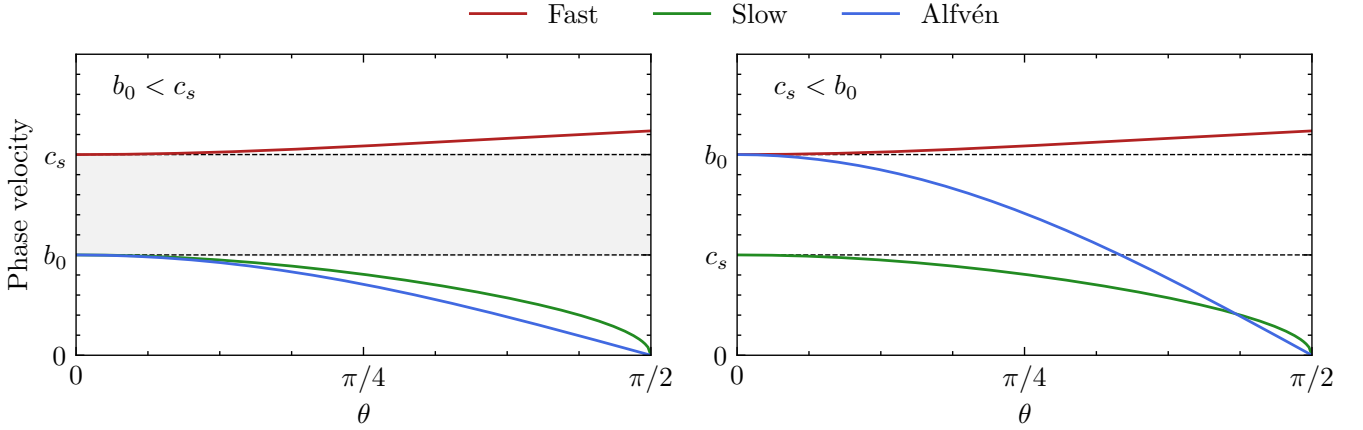 Fast Slow Alfvén
b₀ < cₛ
Phase velocity
cₛ
b₀
0
0 π/4 π/2
θ
cₛ < b₀
b₀
cₛ
0
0 π/4 π/2
θ